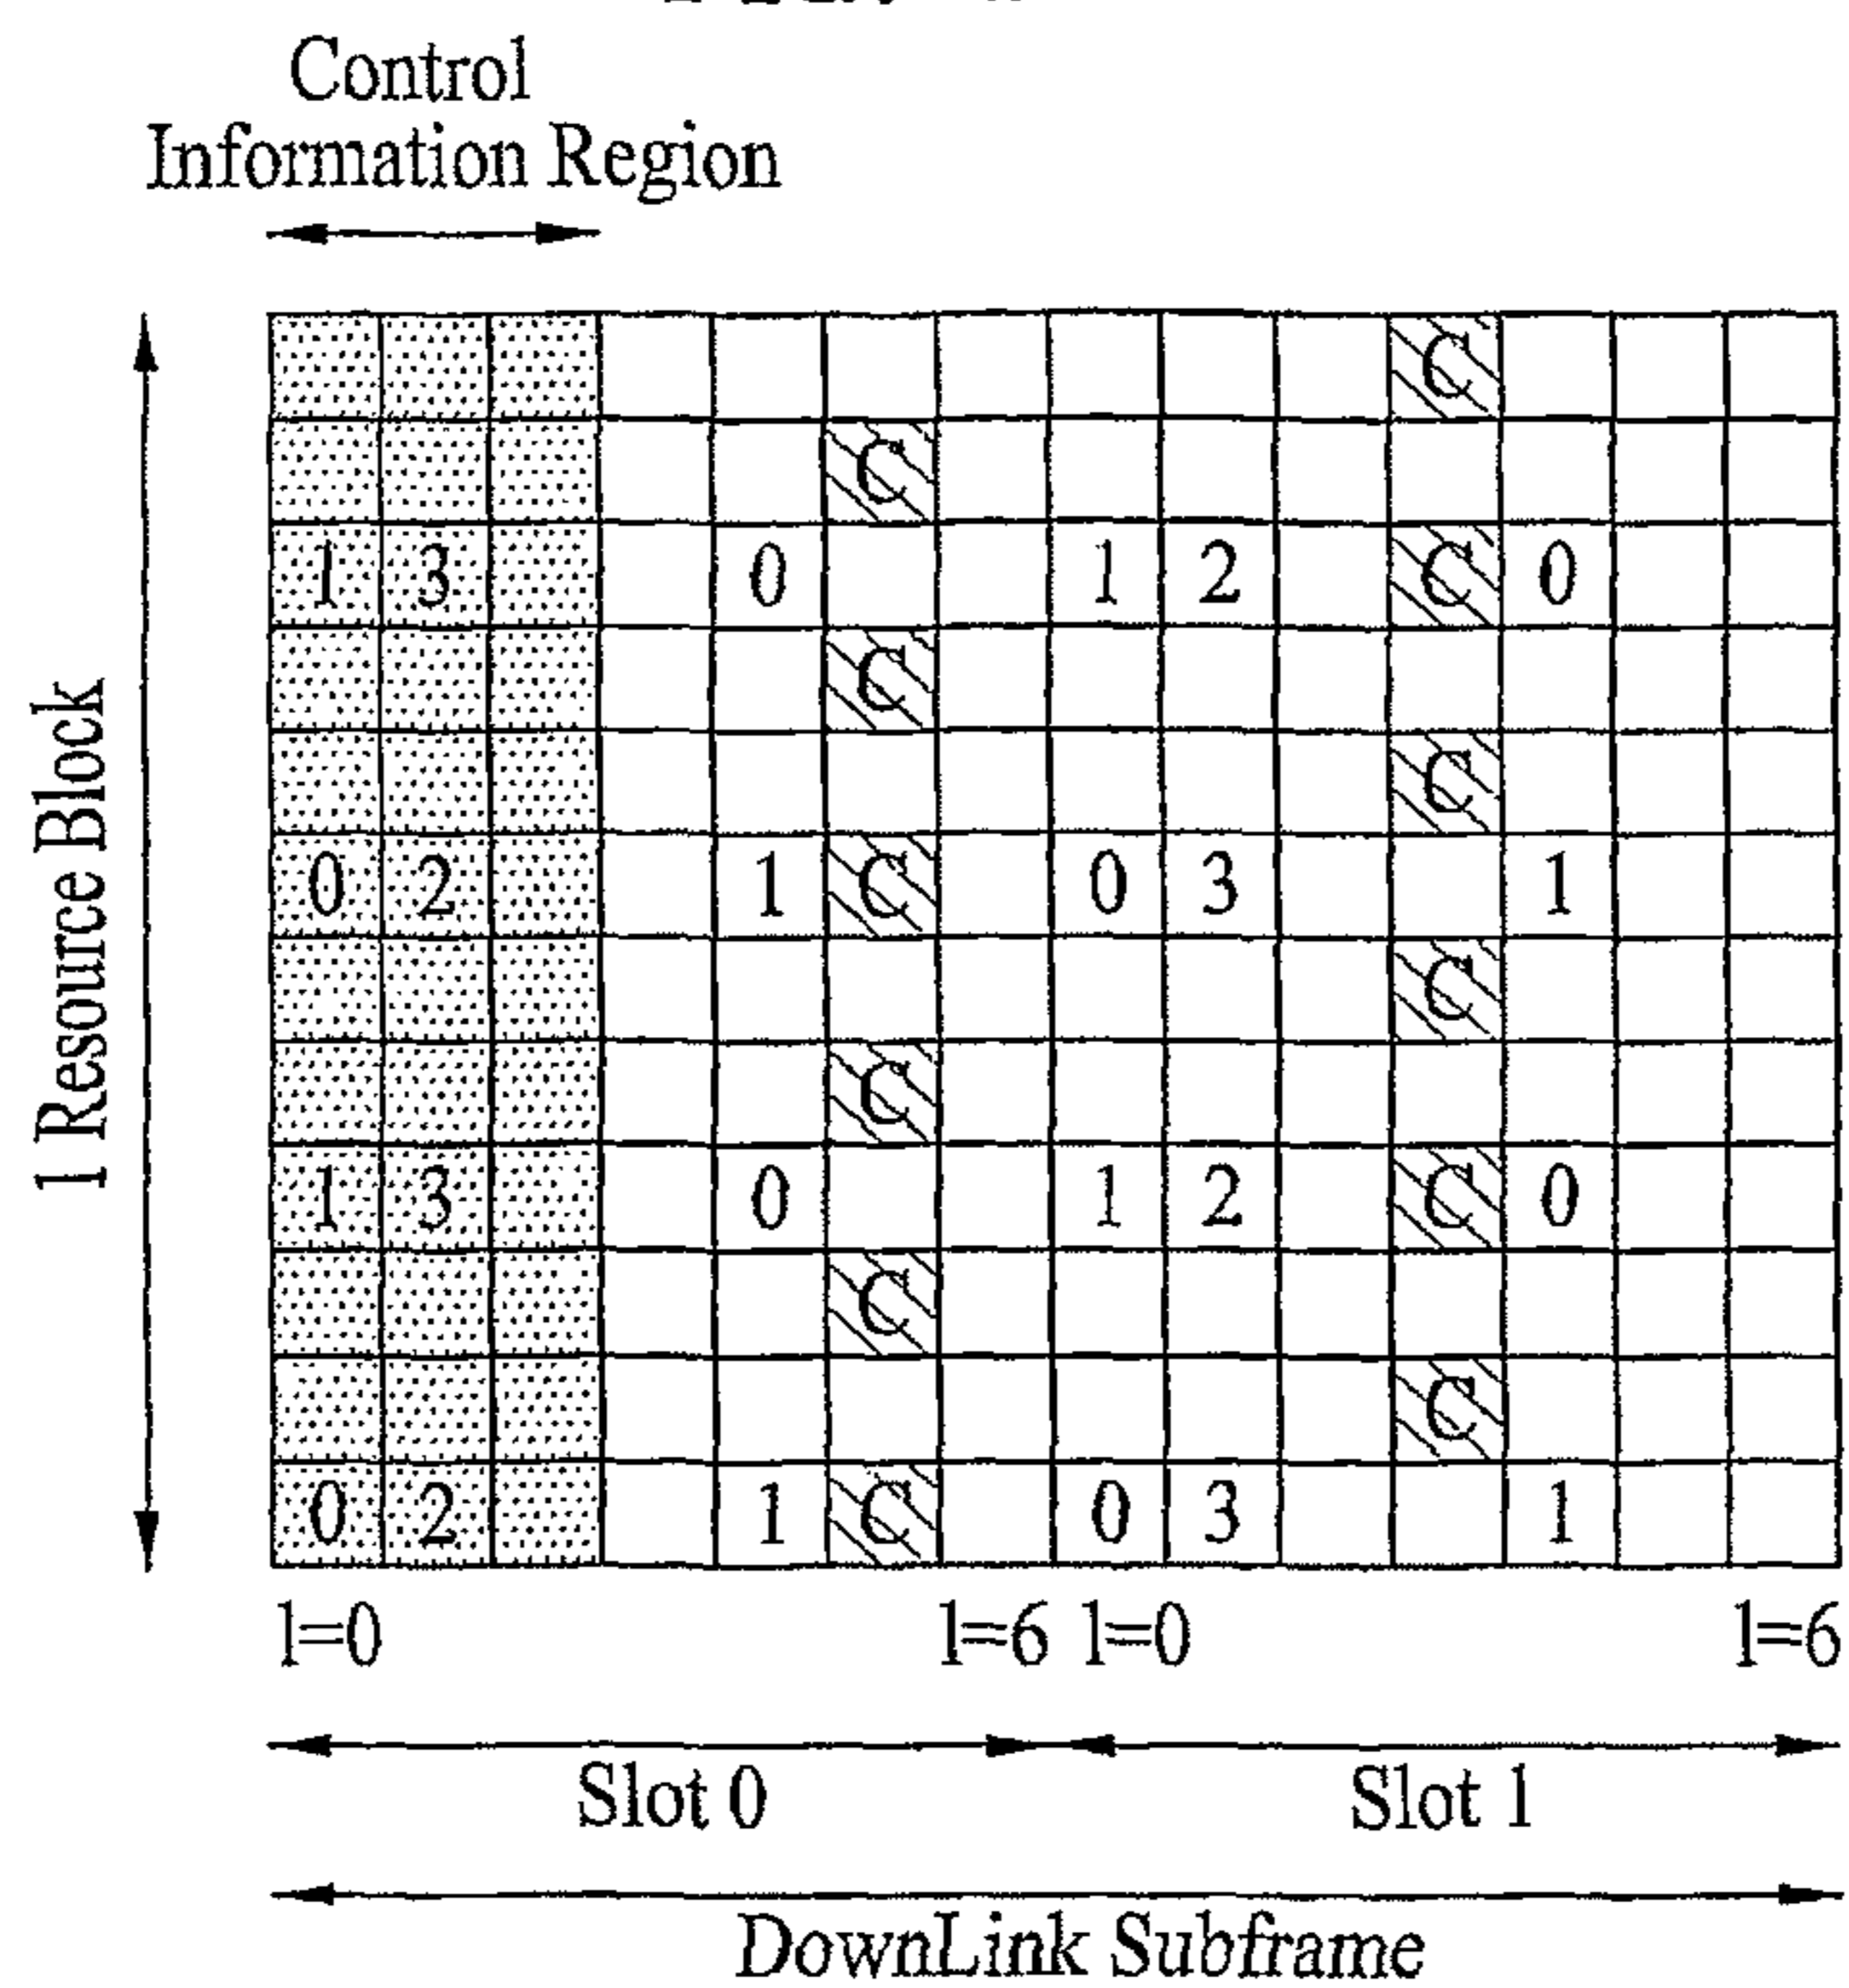 Control
Information Region
1 Resource Block
C
C
1 3 0 1 2 C 0
C
C
0 2 1 C 0 3 1
C
C
1 3 0 1 2 C 0
C
C
0 2 1 C 0 3 1
l=0 l=6 l=0 l=6
Slot 0 Slot 1
DownLink Subframe